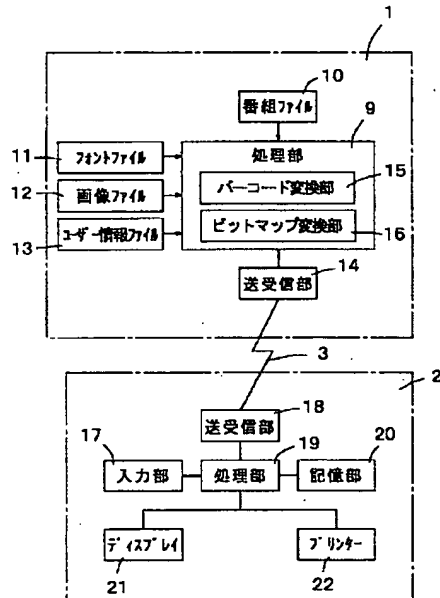 1
10
番組ファイル
9
11
フォントファイル
処理部
12
画像ファイル
バーコード変換部
15
13
ユーザー情報ファイル
ビットマップ変換部
16
14
送受信部
3
2
18
送受信部
17
19
20
入力部
処理部
記憶部
ディスプレイ
プリンター
21
22